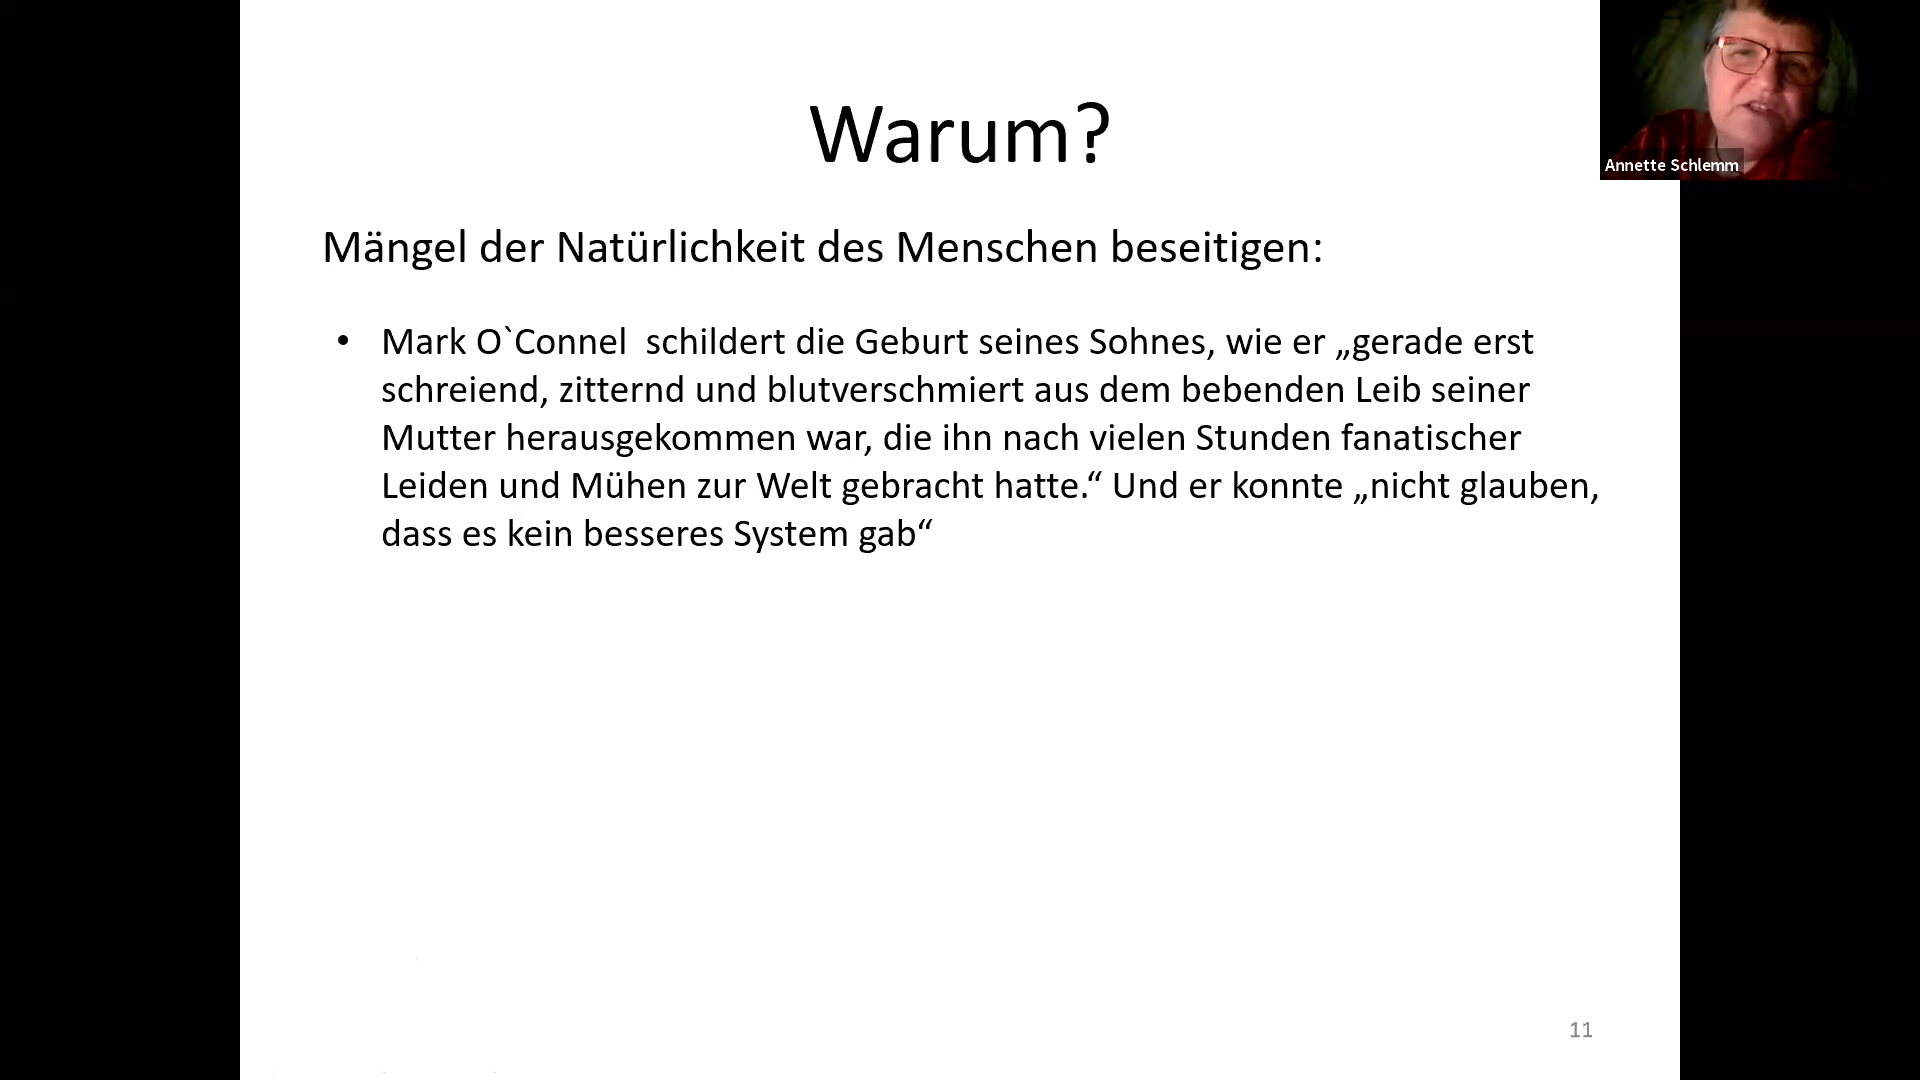 Warum?
Annette Schlemm
Mängel der Natürlichkeit des Menschen beseitigen:
• Mark O`Connel  schildert die Geburt seines Sohnes, wie er „gerade erst
schreiend, zitternd und blutverschmiert aus dem bebenden Leib seiner
Mutter herausgekommen war, die ihn nach vielen Stunden fanatischer
Leiden und Mühen zur Welt gebracht hatte.“ Und er konnte „nicht glauben,
dass es kein besseres System gab“
11